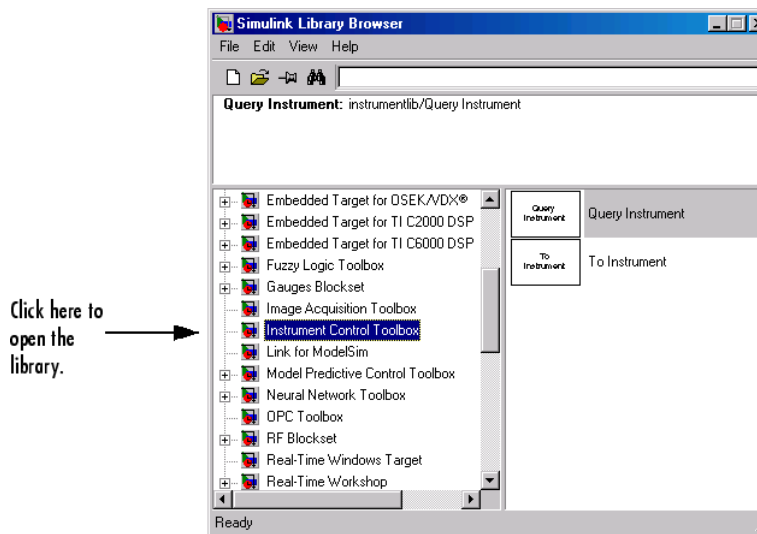 Simulink Library Browser
File Edit View Help
Query Instrument: instrumentlib/Query Instrument
Embedded Target for OSEK/VDX®
Embedded Target for TI C2000 DSP
Embedded Target for TI C6000 DSP
Fuzzy Logic Toolbox
Gauges Blockset
Image Acquisition Toolbox
Instrument Control Toolbox
Link for ModelSim
Model Predictive Control Toolbox
Neural Network Toolbox
OPC Toolbox
RF Blockset
Real-Time Windows Target
Real-Time Workshop
Query
Instrument
Query Instrument
To
Instrument
To Instrument
Ready
Click here to
open the
library.